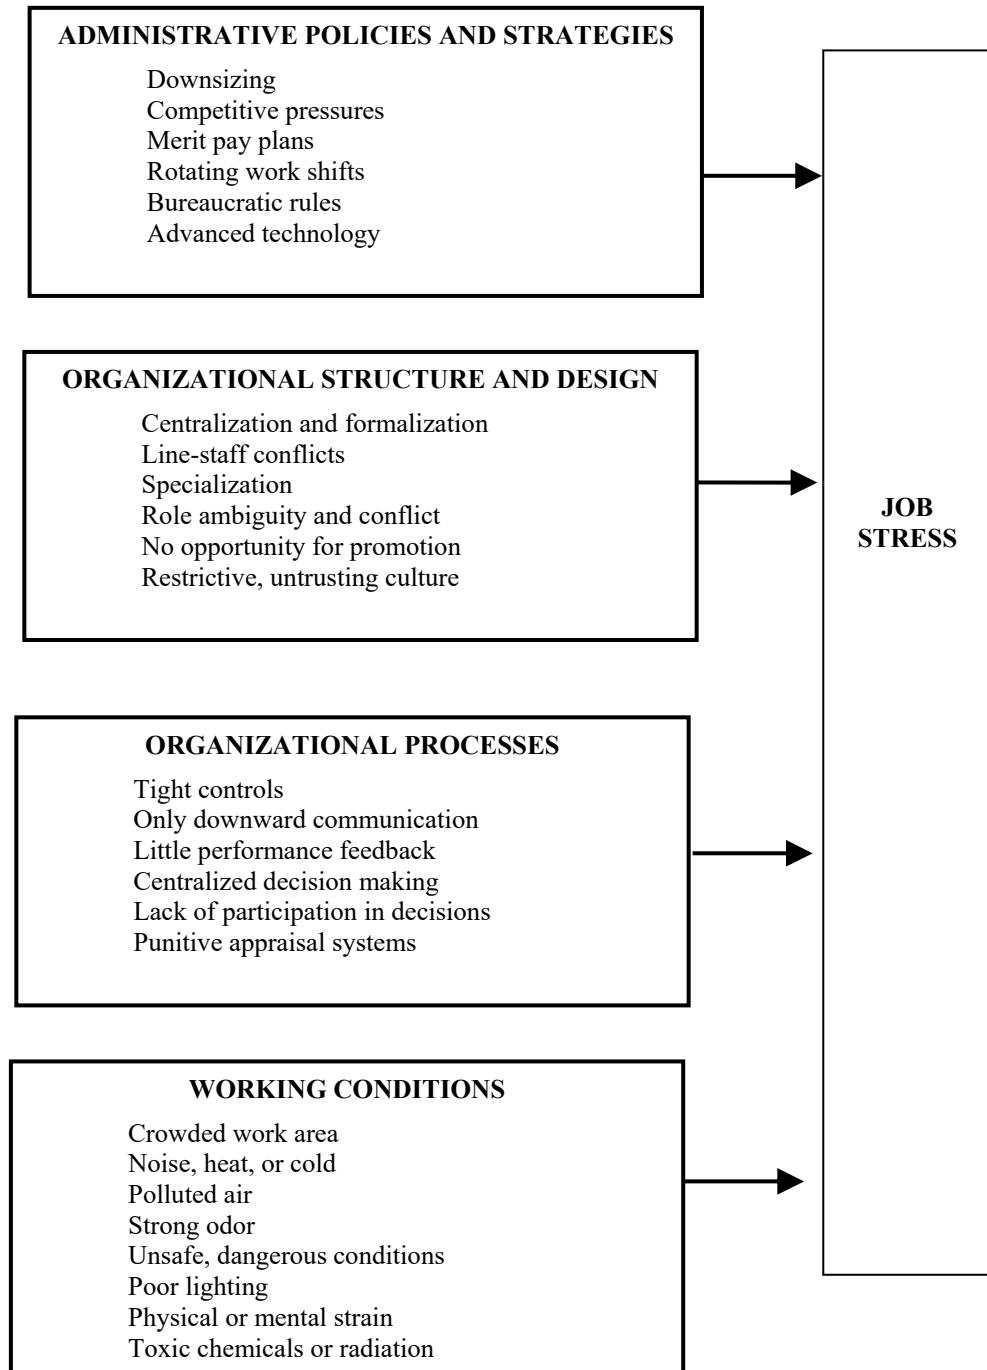 ADMINISTRATIVE POLICIES AND STRATEGIES
Downsizing
Competitive pressures
Merit pay plans
Rotating work shifts
Bureaucratic rules
Advanced technology
ORGANIZATIONAL STRUCTURE AND DESIGN
Centralization and formalization
Line-staff conflicts
Specialization
Role ambiguity and conflict
No opportunity for promotion
Restrictive, untrusting culture
JOB
STRESS
ORGANIZATIONAL PROCESSES
Tight controls
Only downward communication
Little performance feedback
Centralized decision making
Lack of participation in decisions
Punitive appraisal systems
WORKING CONDITIONS
Crowded work area
Noise, heat, or cold
Polluted air
Strong odor
Unsafe, dangerous conditions
Poor lighting
Physical or mental strain
Toxic chemicals or radiation